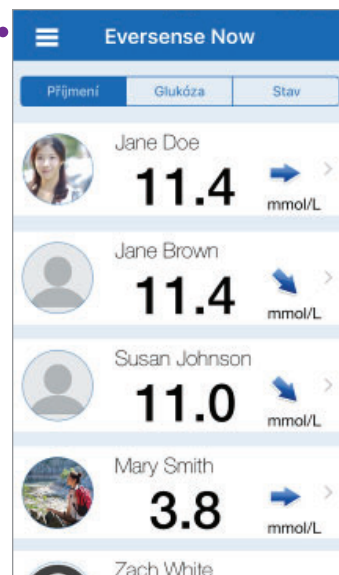 Eversense Now
Příjmení Glukóza Stav
Jane Doe
11.4
mmol/L
Jane Brown
11.4
mmol/L
Susan Johnson
11.0
mmol/L
Mary Smith
3.8
mmol/L
Zach White